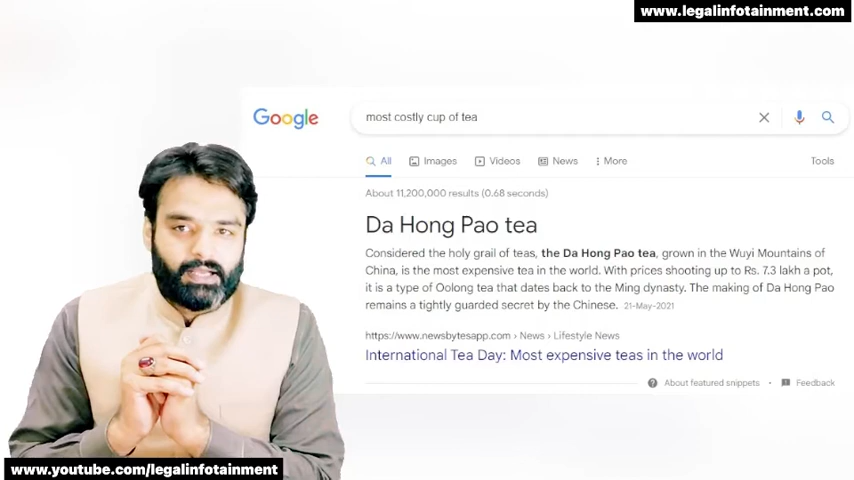 www.legalinfotainment.com
Google
most costly cup of tea
All Images Videos News More Tools
About 11,200,000 results (0.68 seconds)
Da Hong Pao tea
Considered the holy grail of teas, the Da Hong Pao tea, grown in the Wuyi Mountains of
China, is the most expensive tea in the world. With prices shooting up to Rs. 7.3 lakh a pot,
it is a type of Oolong tea that dates back to the Ming dynasty. The making of Da Hong Pao
remains a tightly guarded secret by the Chinese. 21-May-2021
https://www.newsbytesapp.com › News › Lifestyle News
International Tea Day: Most expensive teas in the world
About featured snippets • Feedback
www.youtube.com/legalinfotainment